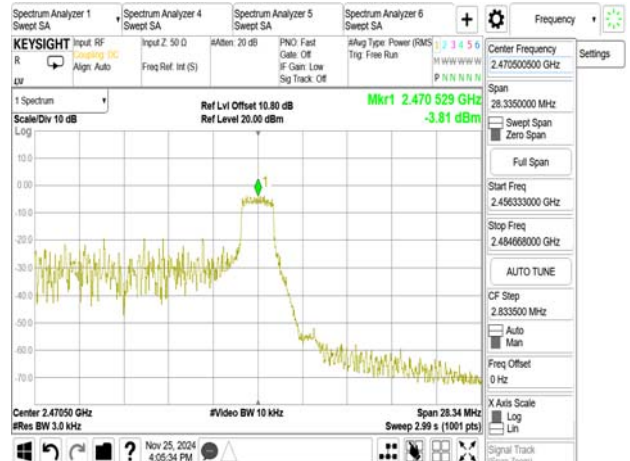 Spectrum Analyzer 1
Swept SA
Spectrum Analyzer 4
Swept SA
Spectrum Analyzer 5
Swept SA
Spectrum Analyzer 6
Swept SA
+
Frequency
Settings
KEYSIGHT
R
Input: RF
Coupling: DC
Align: Auto
Input Z: 50 Ω
Freq Ref: Int (S)
#Atten: 20 dB
PNO: Fast
Gate: Off
IF Gain: Low
Sig Track: Off
#Avg Type: Power (RMS
Trig: Free Run
1 2 3 4 5 6
M W W W W W
P N N N N N
1 Spectrum
Scale/Div 10 dB
Log
Ref Lvl Offset 10.80 dB
Ref Level 20.00 dBm
Mkr1 2.470 529 GHz
-3.81 dBm
1
10.0
0.00
-10.0
-20.0
-30.0
-40.0
-50.0
-60.0
-70.0
Center 2.47050 GHz
#Res BW 3.0 kHz
#Video BW 10 kHz
Span 28.34 MHz
Sweep 2.99 s (1001 pts)
Nov 25, 2024
4:05:34 PM
Center Frequency
2.470500500 GHz
Span
28.3350000 MHz
Swept Span
Zero Span
Full Span
Start Freq
2.456333000 GHz
Stop Freq
2.484668000 GHz
AUTO TUNE
CF Step
2.833500 MHz
Auto
Man
Freq Offset
0 Hz
X Axis Scale
Log
Lin
Signal Track